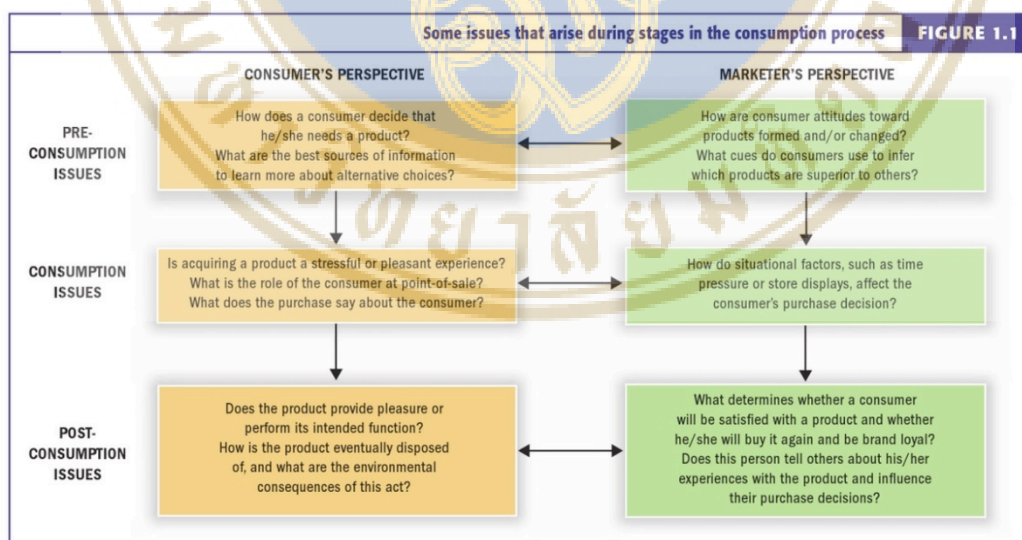 Some issues that arise during stages in the consumption process FIGURE 1.1
CONSUMER'S PERSPECTIVE
MARKETER'S PERSPECTIVE
PRE-
CONSUMPTION
ISSUES
How does a consumer decide that
he/she needs a product?
What are the best sources of information
to learn more about alternative choices?
How are consumer attitudes toward
products formed and/or changed?
What cues do consumers use to infer
which products are superior to others?
CONSUMPTION
ISSUES
Is acquiring a product a stressful or pleasant experience?
What is the role of the consumer at point-of-sale?
What does the purchase say about the consumer?
How do situational factors, such as time
pressure or store displays, affect the
consumer's purchase decision?
POST-
CONSUMPTION
ISSUES
Does the product provide pleasure or
perform its intended function?
How is the product eventually disposed
of, and what are the environmental
consequences of this act?
What determines whether a consumer
will be satisfied with a product and whether
he/she will buy it again and be brand loyal?
Does this person tell others about his/her
experiences with the product and influence
their purchase decisions?